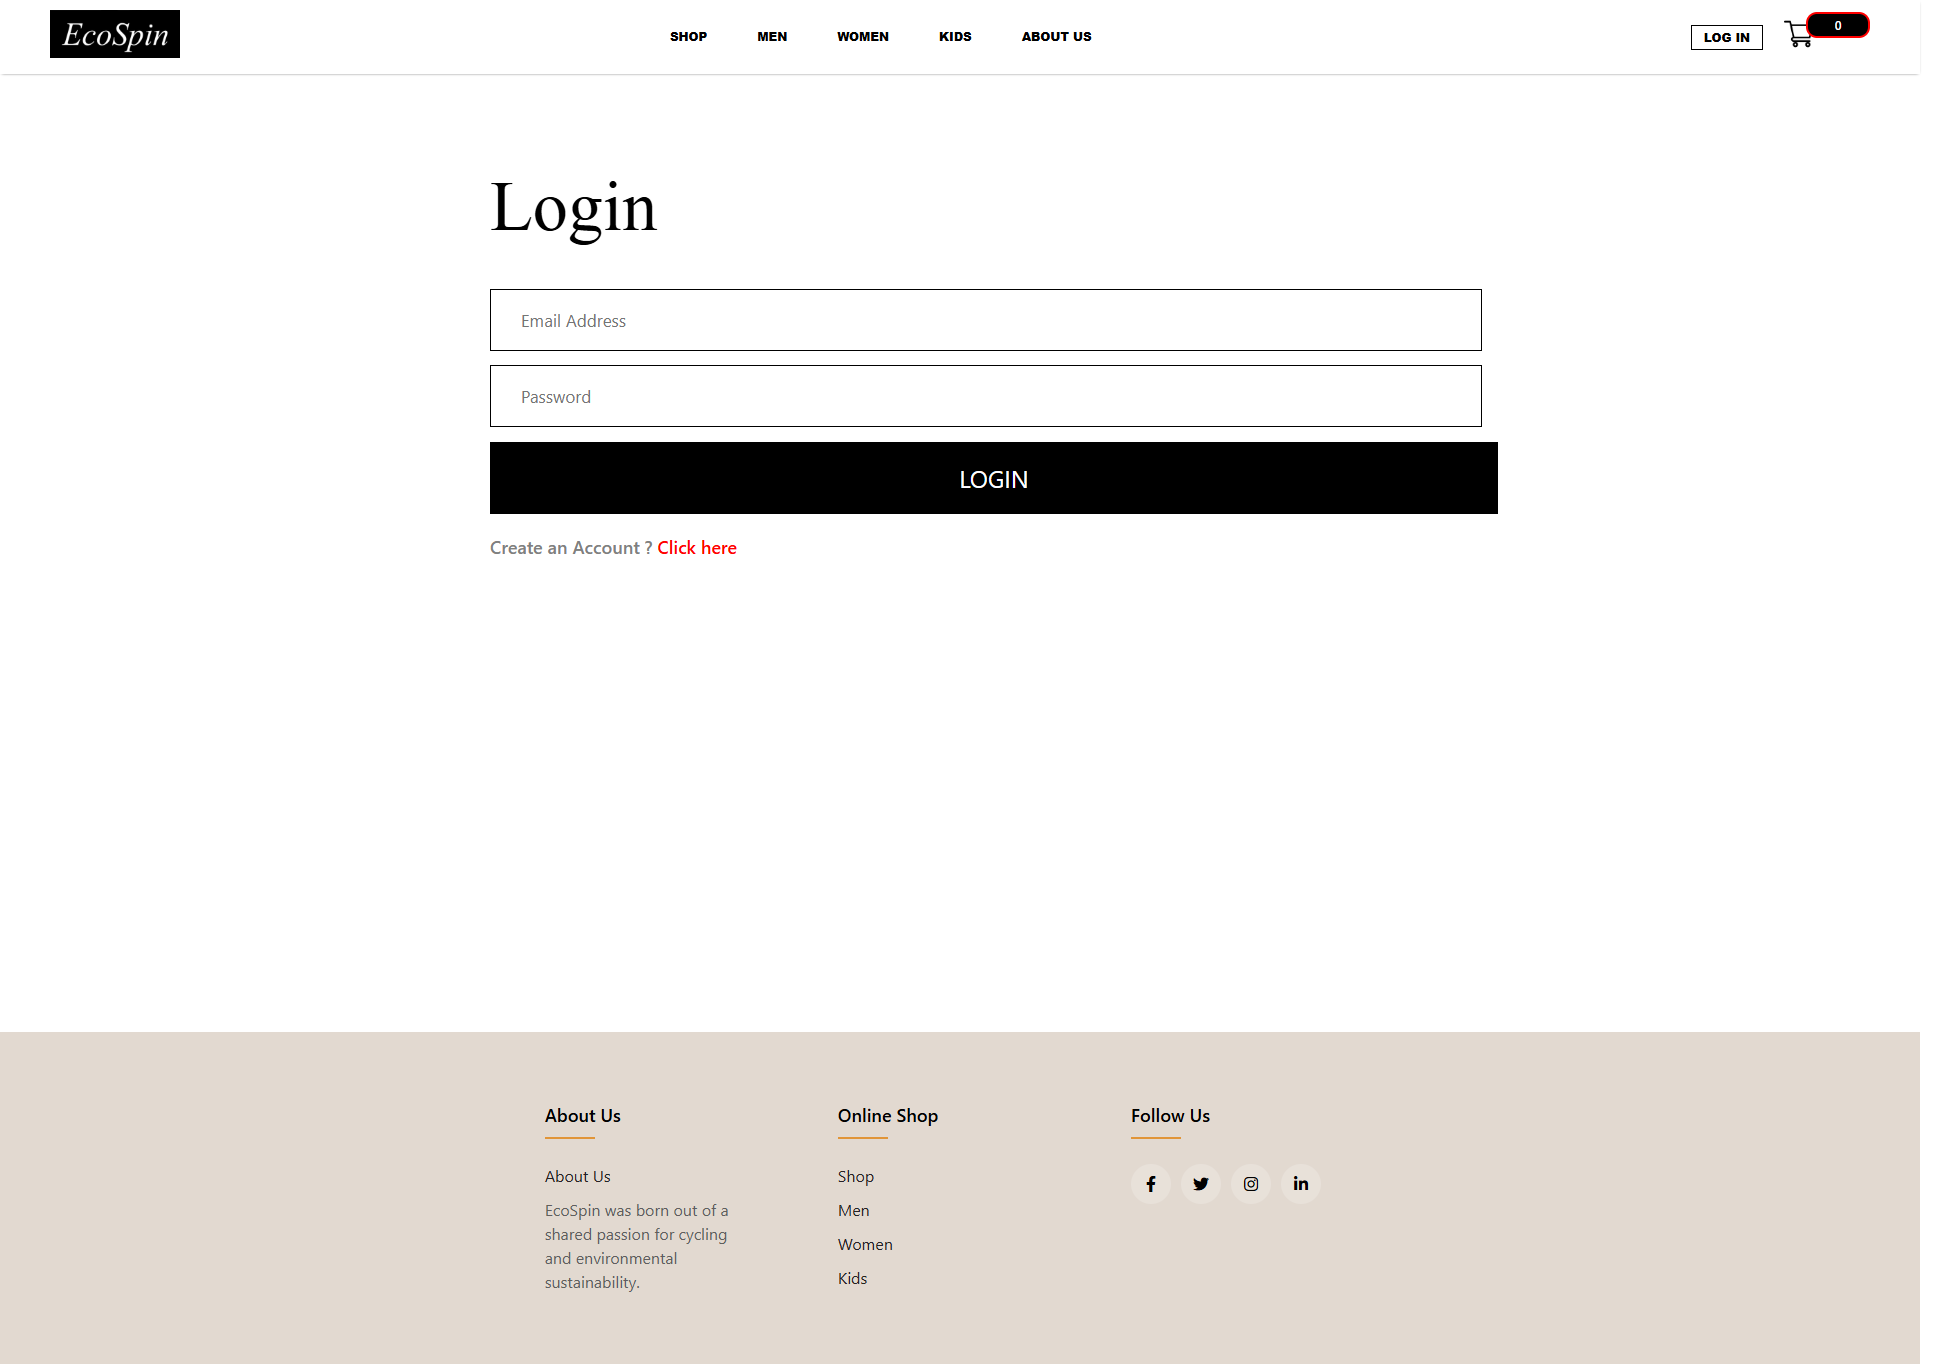 EcoSpin
SHOP MEN WOMEN KIDS ABOUT US
LOG IN
0
Login
Email Address
Password
LOGIN
Create an Account ? Click here
About Us
About Us
EcoSpin was born out of a
shared passion for cycling
and environmental
sustainability.
Online Shop
Shop
Men
Women
Kids
Follow Us